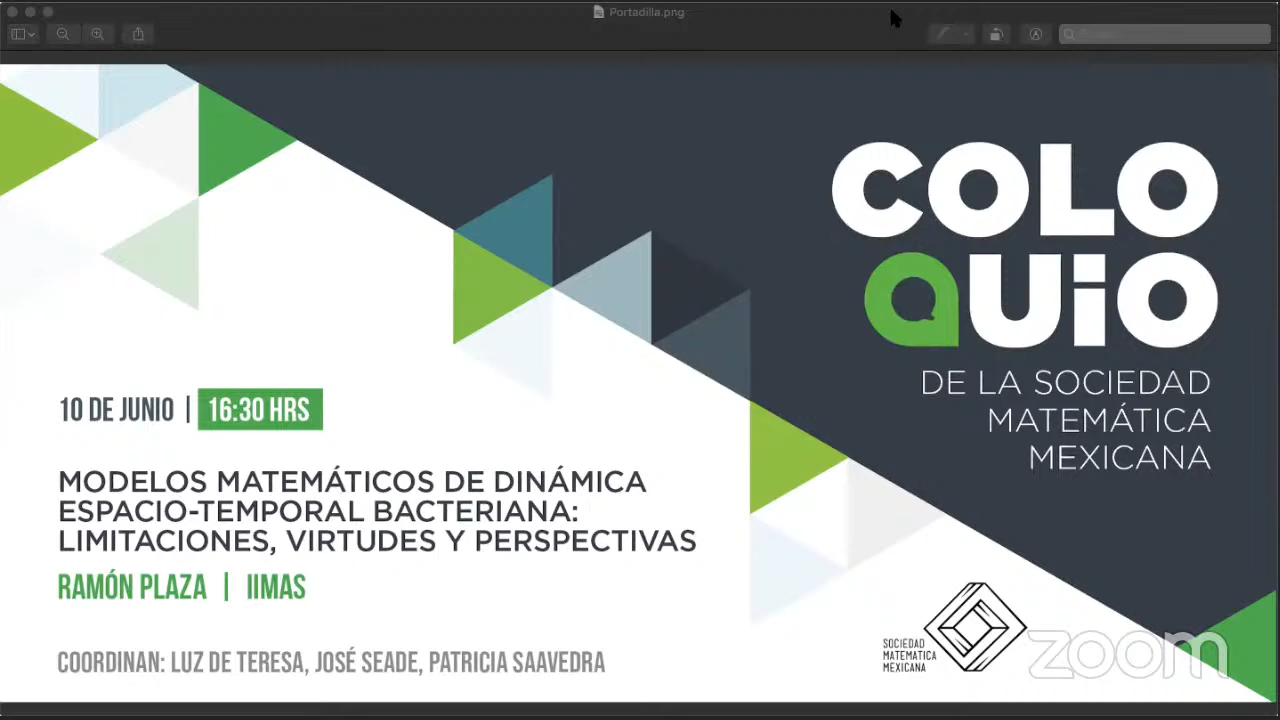 Portadilla.png
COLO
QUiO
DE LA SOCIEDAD
MATEMÁTICA
MEXICANA
10 DE JUNIO | 16:30 HRS
MODELOS MATEMÁTICOS DE DINÁMICA
ESPACIO-TEMPORAL BACTERIANA:
LIMITACIONES, VIRTUDES Y PERSPECTIVAS
RAMÓN PLAZA | IIMAS
COORDINAN: LUZ DE TERESA, JOSÉ SEADE, PATRICIA SAAVEDRA
SOCIEDAD
MATEMATICA
MEXICANA
zoom